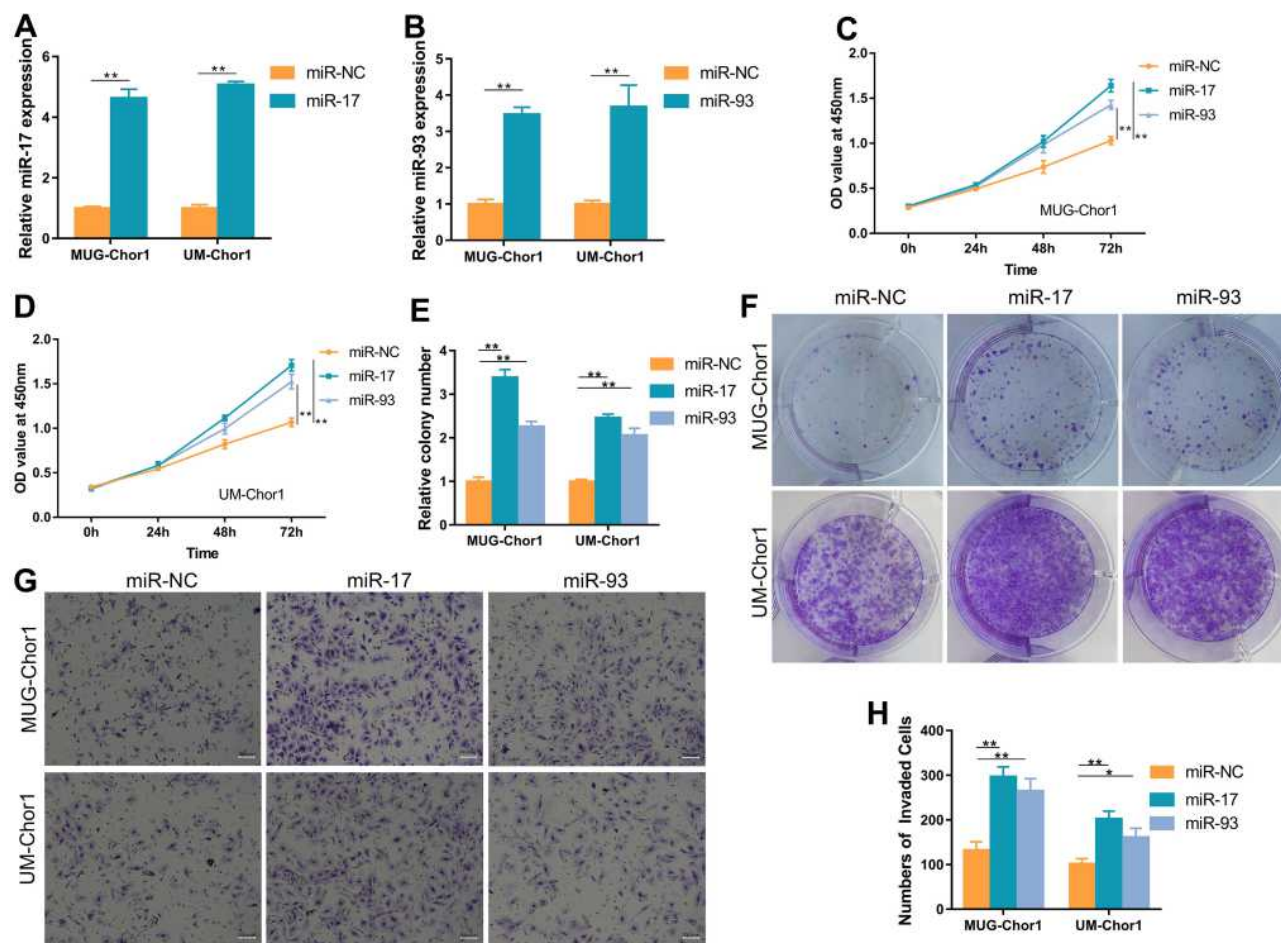 A
Relative miR-17 expression
6
4
2
0
**
**
MUG-Chor1
UM-Chor1
miR-NC
miR-17
B
Relative miR-93 expression
5
4
3
2
1
0
**
**
MUG-Chor1
UM-Chor1
miR-NC
miR-93
C
OD value at 450nm
2.0
1.5
1.0
0.5
0.0
0h
24h
48h
72h
Time
MUG-Chor1
**
**
miR-NC
miR-17
miR-93
D
OD value at 450nm
2.0
1.5
1.0
0.5
0.0
0h
24h
48h
72h
Time
UM-Chor1
**
**
miR-NC
miR-17
miR-93
E
Relative colony number
4
3
2
1
0
**
**
**
**
MUG-Chor1
UM-Chor1
miR-NC
miR-17
miR-93
F
miR-NC
miR-17
miR-93
MUG-Chor1
UM-Chor1
G
miR-NC
miR-17
miR-93
MUG-Chor1
UM-Chor1
H
Numbers of Invaded Cells
400
300
200
100
0
**
**
**
*
MUG-Chor1
UM-Chor1
miR-NC
miR-17
miR-93